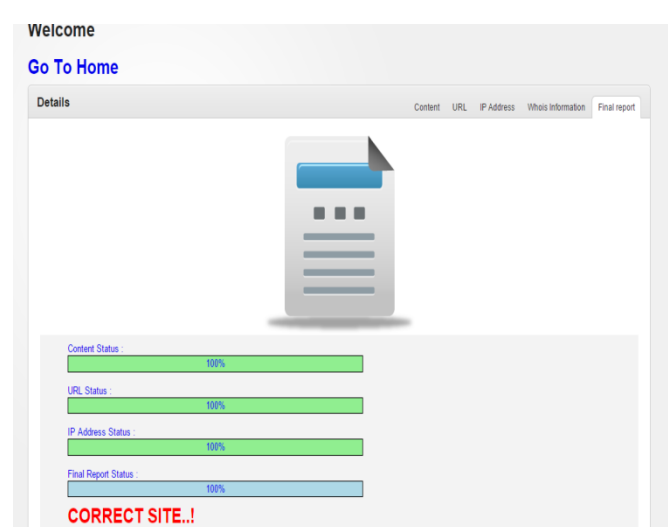 Welcome
Go To Home
Details
Content URL IP Address Whois Information Final report
Content Status :
100%
URL Status :
100%
IP Address Status :
100%
Final Report Status :
100%
CORRECT SITE..!